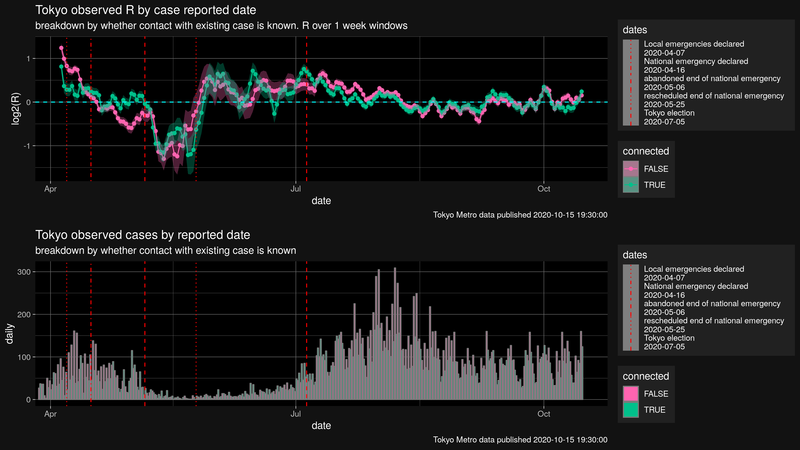 Tokyo observed R by case reported date
breakdown by whether contact with existing case is known. R over 1 week windows
log2(R)
1
0
-1
Apr
Jul
Oct
date
Tokyo Metro data published 2020-10-15 19:30:00
dates
Local emergencies declared
2020-04-07
National emergency declared
2020-04-16
abandoned end of national emergency
2020-05-06
rescheduled end of national emergency
2020-05-25
Tokyo election
2020-07-05
connected
FALSE
TRUE
Tokyo observed cases by reported date
breakdown by whether contact with existing case is known
daily
300
200
100
0
Apr
Jul
Oct
date
Tokyo Metro data published 2020-10-15 19:30:00
dates
Local emergencies declared
2020-04-07
National emergency declared
2020-04-16
abandoned end of national emergency
2020-05-06
rescheduled end of national emergency
2020-05-25
Tokyo election
2020-07-05
connected
FALSE
TRUE